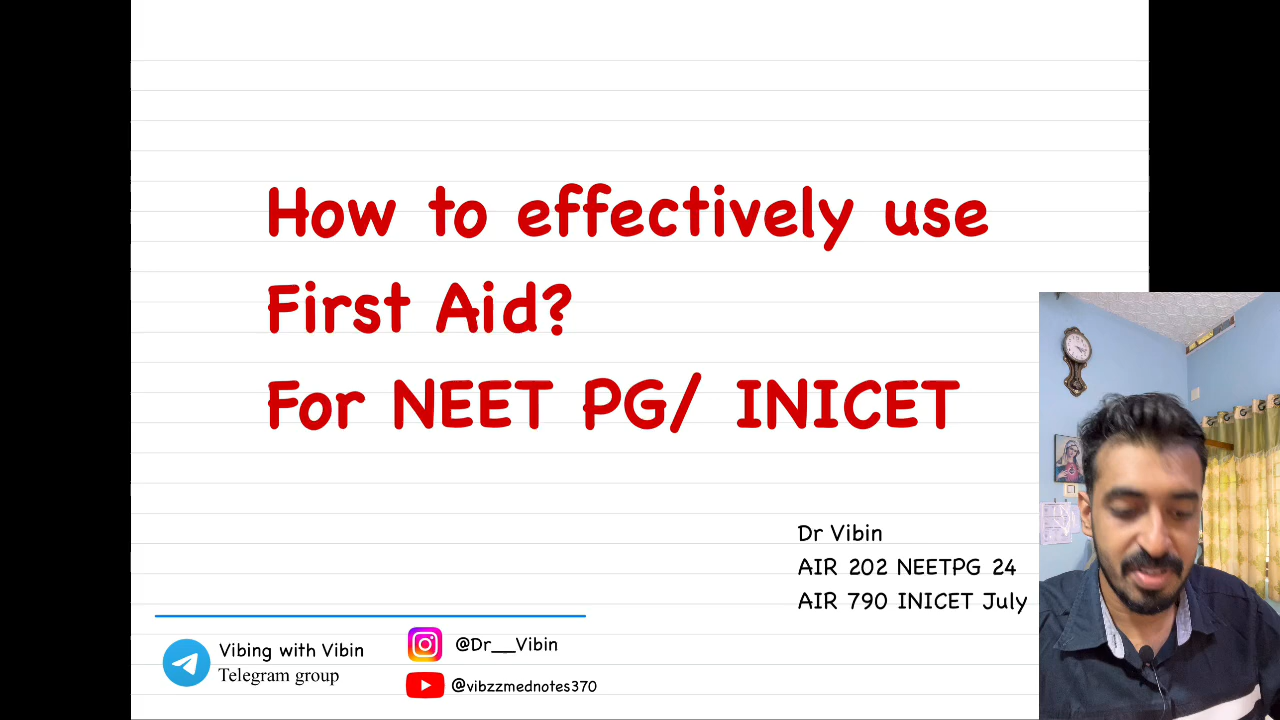 How to effectively use
First Aid?
For NEET PG/ INICET
Dr Vibin
AIR 202 NEETPG 24
AIR 790 INICET July
Vibing with Vibin
Telegram group
@Dr__Vibin
@vibzzmednotes370